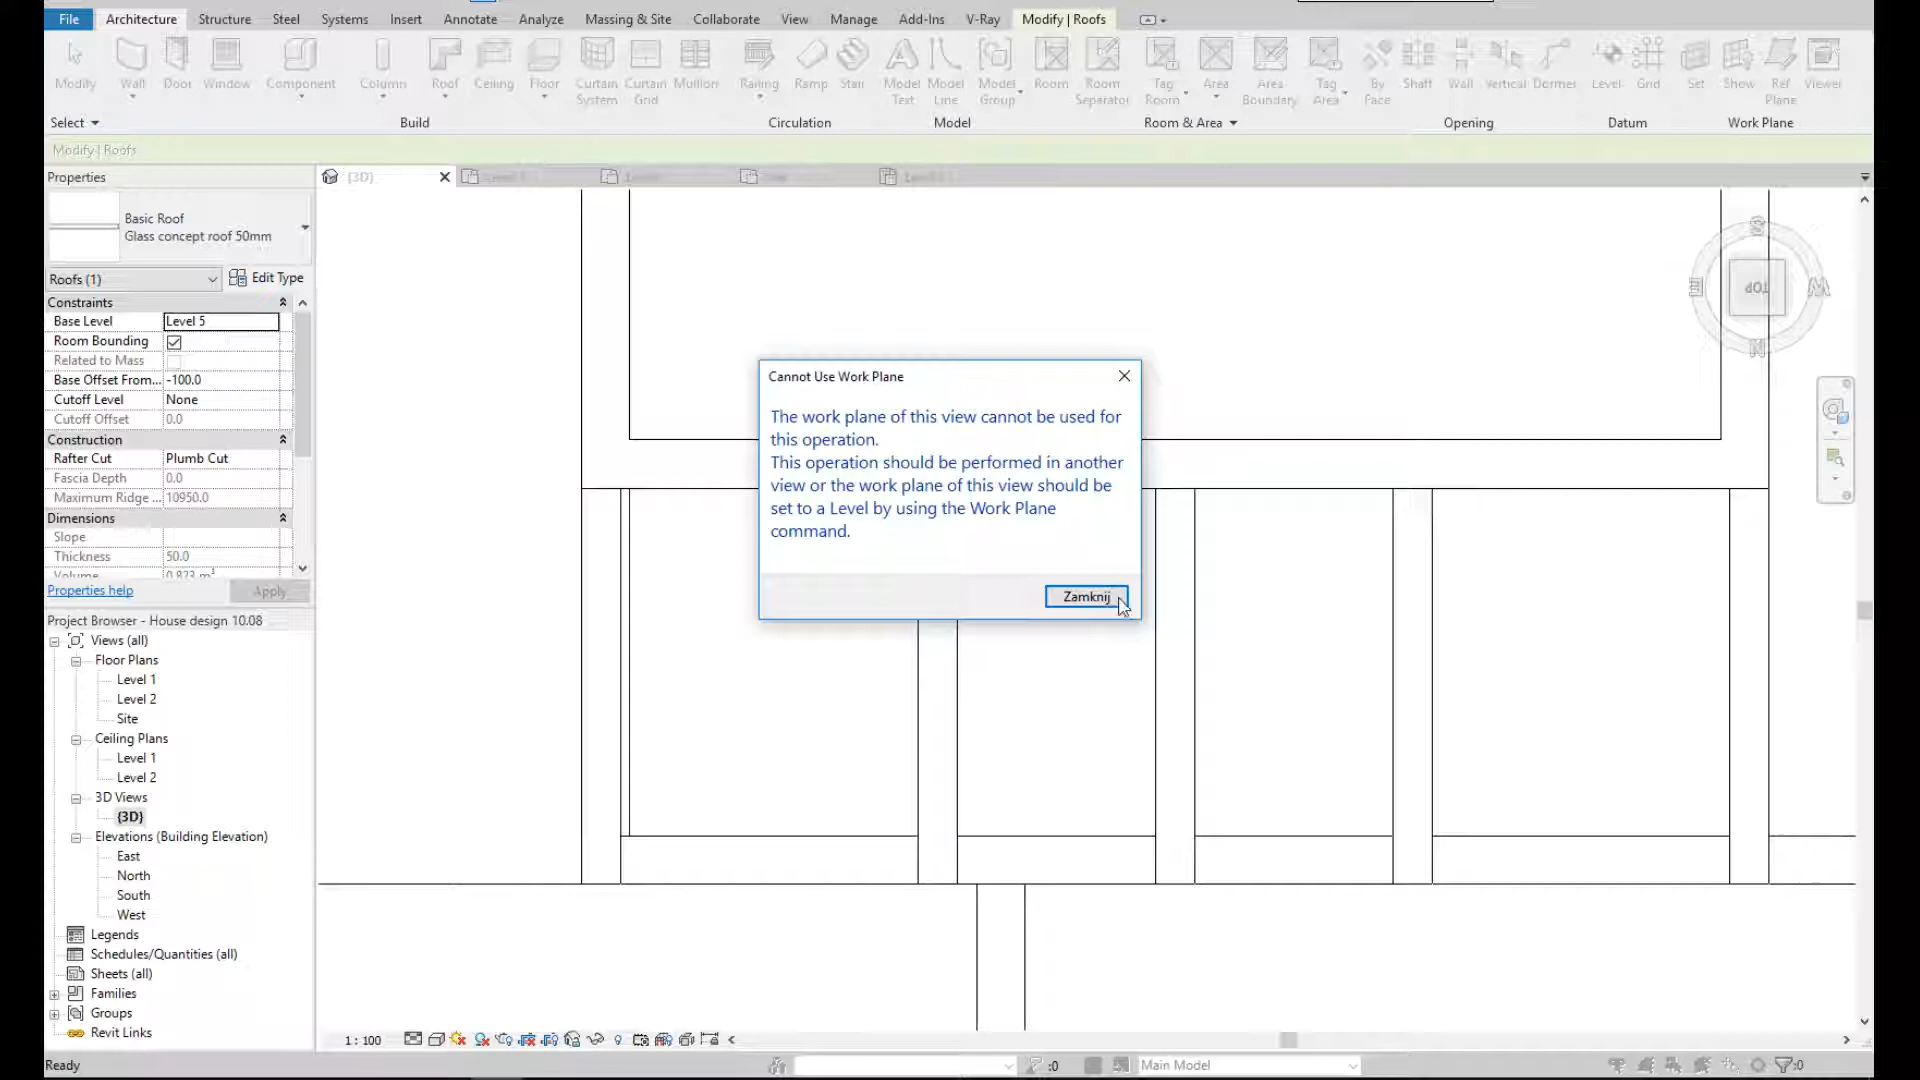 File Architecture Structure Steel Systems Insert Annotate Analyze Massing & Site Collaborate View Manage Add-Ins V-Ray Modify | Roofs
Modify Wall Door Window Component Column Roof Ceiling Floor Curtain System Curtain Grid Mullion Railing Ramp Stair Model Text Model Line Model Group Room Room Separator Tag Room Area Area Boundary Tag Area By Face Shaft Wall Vertical Dormer Level Grid Set Show Ref Plane Viewer
Select Build Circulation Model Room & Area Opening Datum Work Plane
Modify | Roofs
Properties
{3D}
Basic Roof
Glass concept roof 50mm
Roofs (1) Edit Type
Constraints
Base Level Level 5
Room Bounding
Related to Mass
Base Offset From... -100.0
Cutoff Level None
Cutoff Offset 0.0
Construction
Rafter Cut Plumb Cut
Fascia Depth 0.0
Maximum Ridge ... 10950.0
Dimensions
Slope
Thickness 50.0
Volume 0.823 m³
Properties help Apply
Project Browser - House design 10.08
Views (all)
Floor Plans
Level 1
Level 2
Site
Ceiling Plans
Level 1
Level 2
3D Views
{3D}
Elevations (Building Elevation)
East
North
South
West
Legends
Schedules/Quantities (all)
Sheets (all)
Families
Groups
Revit Links
Cannot Use Work Plane
The work plane of this view cannot be used for
this operation.
This operation should be performed in another
view or the work plane of this view should be
set to a Level by using the Work Plane
command.
Zamknij
S
TOP
W
N
1 : 100
Ready :0 Main Model :0